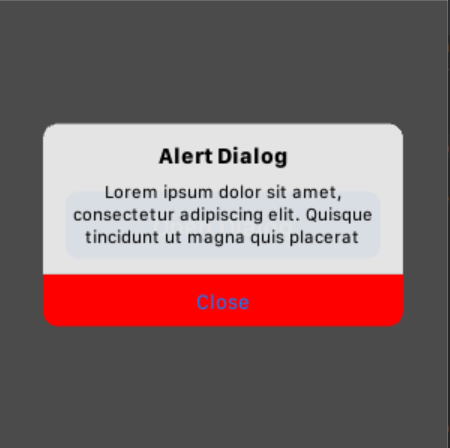 Alert Dialog
Lorem ipsum dolor sit amet,
consectetur adipiscing elit. Quisque
tincidunt ut magna quis placerat
Close